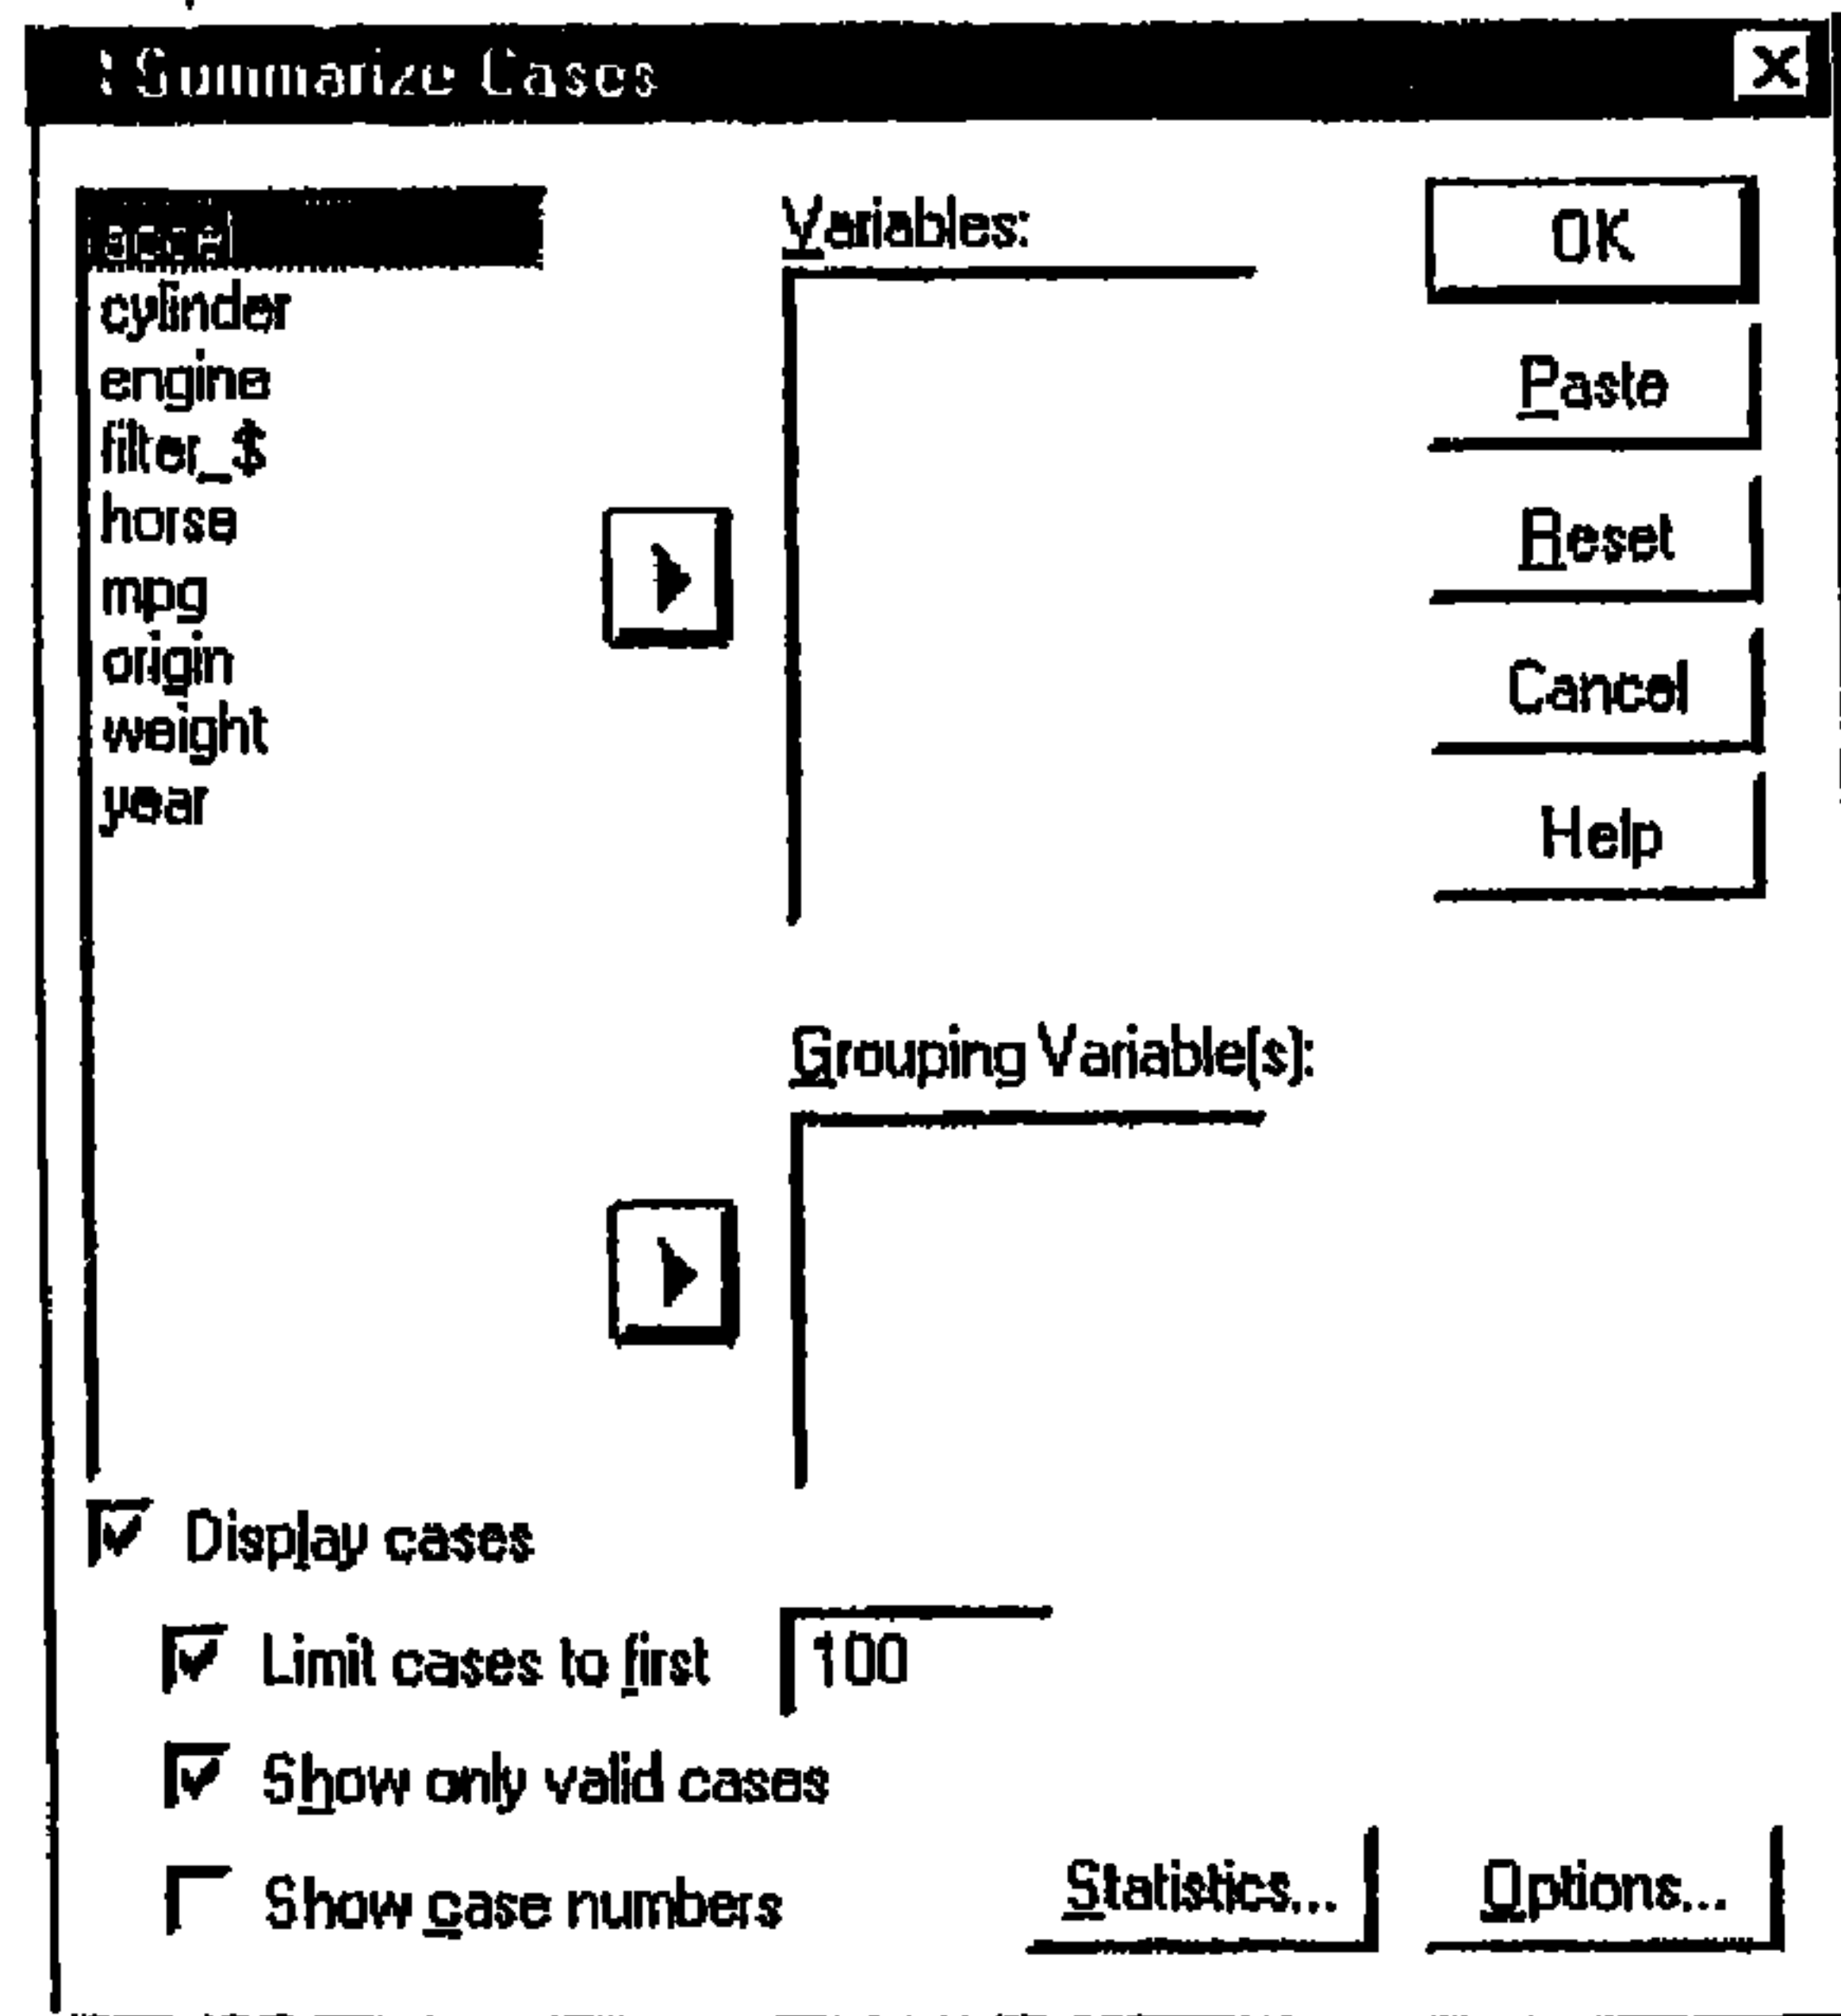 Summarize Cases
cylinder
engine
filter_$
horse
mpg
origin
weight
year
Variables:
Grouping Variable(s):
OK
Paste
Reset
Cancel
Help
Display cases
Limit cases to first 100
Show only valid cases
Show case numbers
Statistics...
Options...